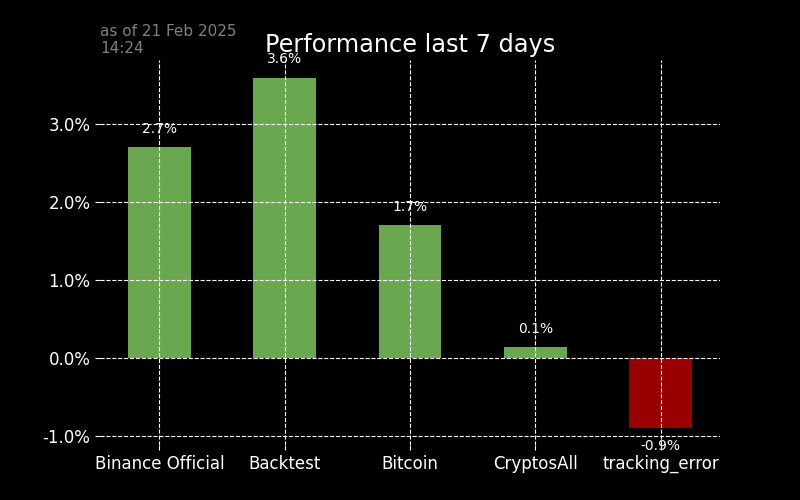 as of 21 Feb 2025
14:24
Performance last 7 days
3.6%
2.7%
1.7%
0.1%
-0.9%
3.0%
2.0%
1.0%
0.0%
-1.0%
Binance Official
Backtest
Bitcoin
CryptosAll
tracking_error